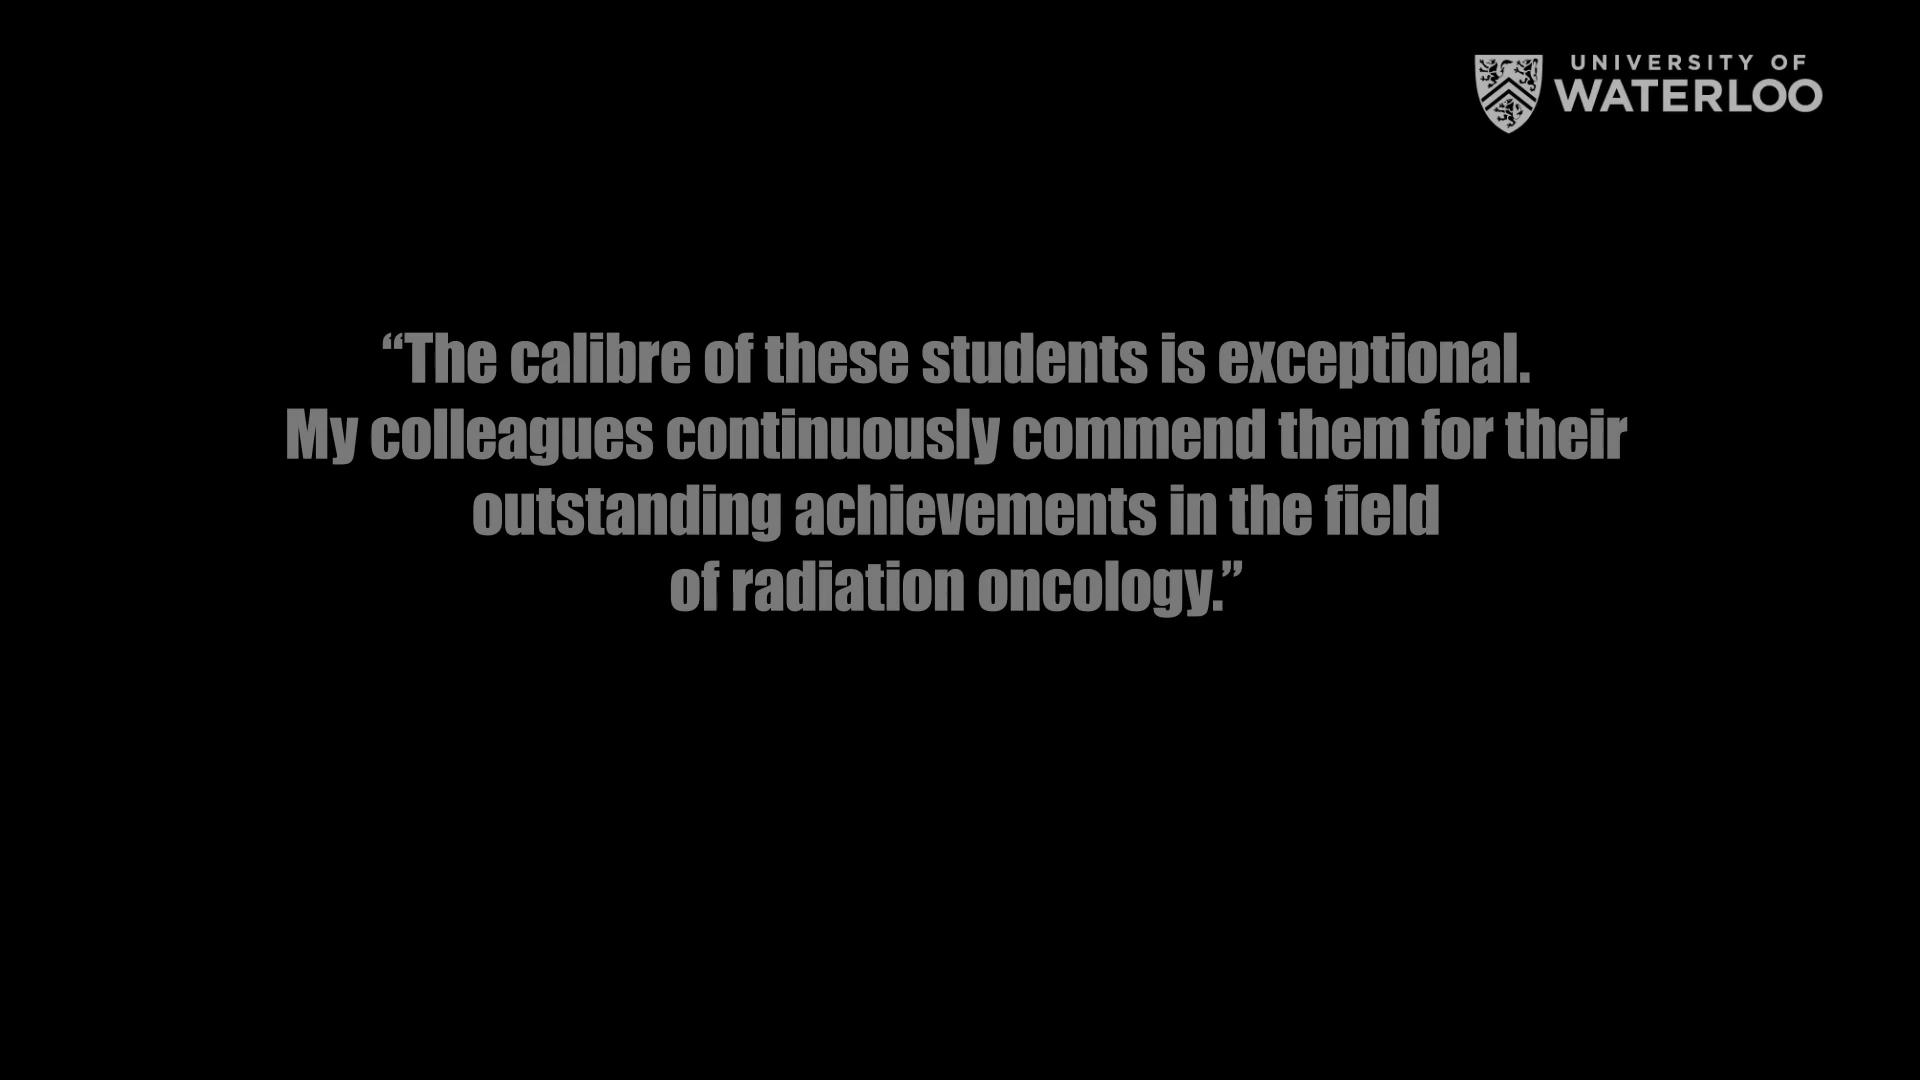 UNIVERSITY OF
WATERLOO
“The calibre of these students is exceptional.
My colleagues continuously commend them for their
outstanding achievements in the field
of radiation oncology.”